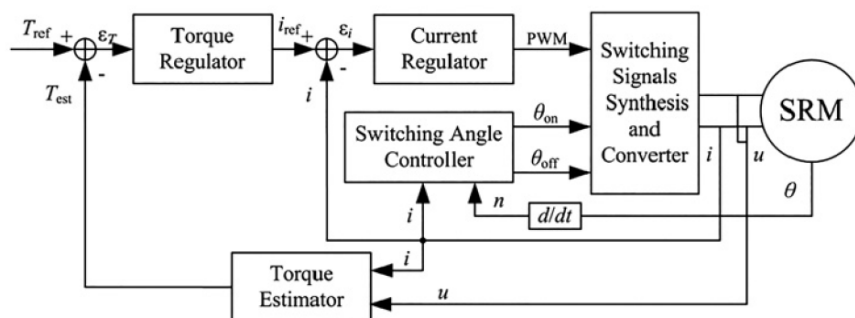 T_ref + ε_T
Torque
Regulator
i_ref + ε_i
Current
Regulator
PWM
Switching
Signals
Synthesis
and
Converter
SRM
-
T_est
-
i
Switching Angle
Controller
θ_on
θ_off
i
u
θ
i
n
d/dt
i
Torque
Estimator
u